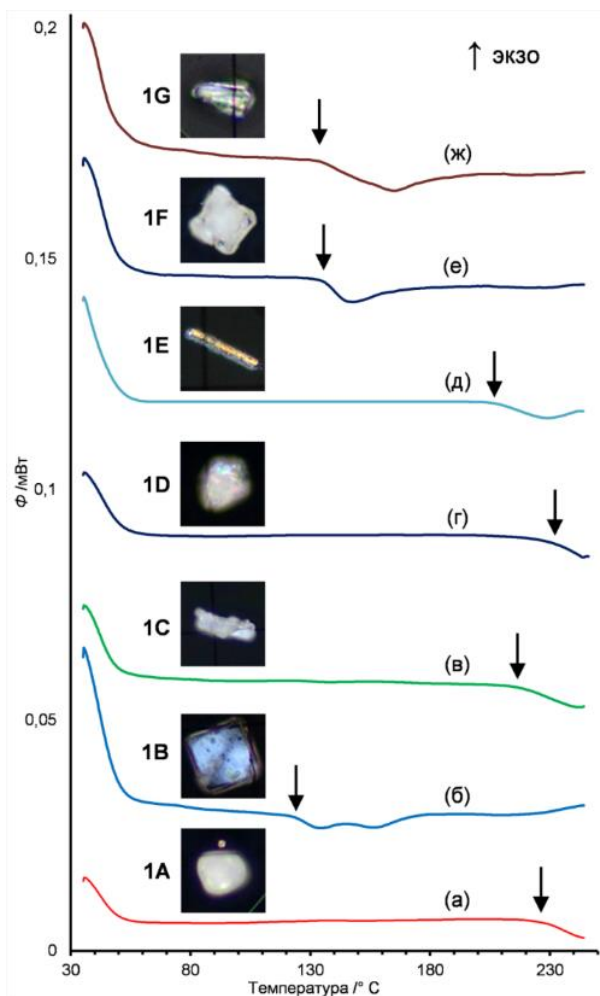 0,2
↑ ЭКЗО
1G
(ж)
1F
0,15
(е)
1E
(д)
Φ /мВт
0,1
1D
(г)
1C
(в)
0,05
1B
(б)
1A
(а)
0
30 80 130 180 230
Температура /° C